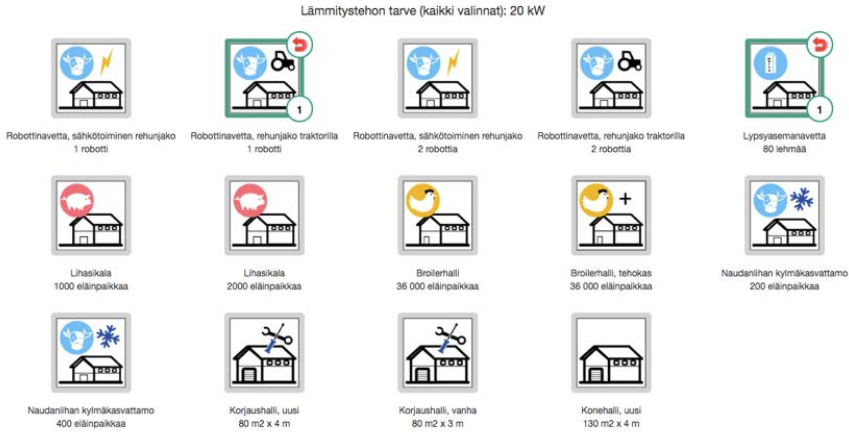 Lämmitystehon tarve (kaikki valinnat): 20 kW
1
1
Robottinavetta, sähkötoiminen rehunjako
1 robotti
Robottinavetta, rehunjako traktorilla
1 robotti
Robottinavetta, sähkötoiminen rehunjako
2 robottia
Robottinavetta, rehunjako traktorilla
2 robottia
Lypsyasemanavetta
80 lehmää
Lihasikala
1000 eläinpaikkaa
Lihasikala
2000 eläinpaikkaa
Broilerhalli
36 000 eläinpaikkaa
+
Broilerhalli, tehokas
36 000 eläinpaikkaa
Naudanlihan kylmäkasvattamo
200 eläinpaikkaa
Naudanlihan kylmäkasvattamo
400 eläinpaikkaa
Korjaushalli, uusi
80 m2 x 4 m
Korjaushalli, vanha
80 m2 x 3 m
Konehalli, uusi
130 m2 x 4 m